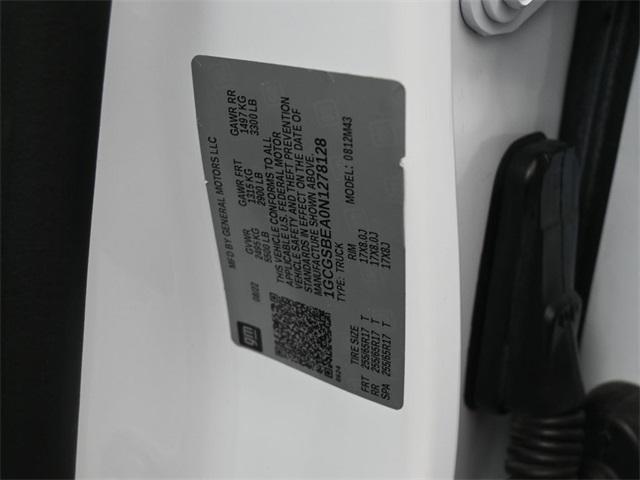 gm
MFD BY GENERAL MOTORS LLC
08/22
GVWR
2495 KG
5500 LB
GAWR FRT
1315 KG
2900 LB
GAWR RR
1497 KG
3300 LB
THIS VEHICLE CONFORMS TO ALL
APPLICABLE U.S. FEDERAL MOTOR
VEHICLE SAFETY AND THEFT PREVENTION
STANDARDS IN EFFECT ON THE DATE OF
MANUFACTURE SHOWN ABOVE.
1GCGSBEA0N1278128
TYPE: TRUCK
MODEL: 0812M43
TIRE SIZE
RIM
FRT 255/65R17 T 17X8.0J
RR 255/65R17 T 17X8.0J
SPA 255/65R17 T 17X8J